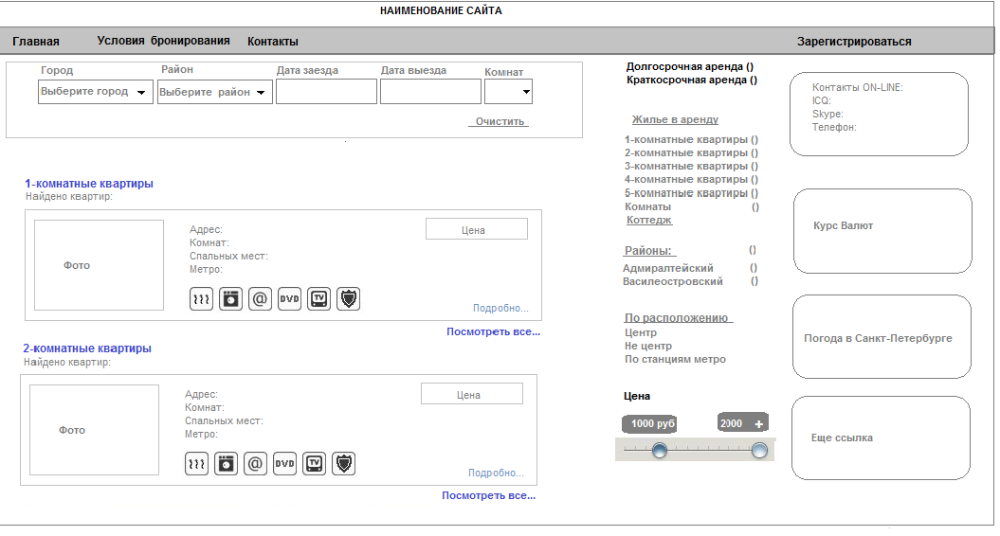 НАИМЕНОВАНИЕ САЙТА
Главная Условия бронирования Контакты Зарегистрироваться
Город Район Дата заезда Дата выезда Комнат
Выберите город Выберите район
Очистить
1-комнатные квартиры
Найдено квартир:
Фото
Адрес:
Комнат:
Спальных мест:
Метро:
Цена
@ DVD TV
Подробно...
Посмотреть все...
2-комнатные квартиры
Найдено квартир:
Фото
Адрес:
Комнат:
Спальных мест:
Метро:
Цена
@ DVD TV
Подробно...
Посмотреть все...
Долгосрочная аренда ()
Краткосрочная аренда ()
Жилье в аренду
1-комнатные квартиры ()
2-комнатные квартиры ()
3-комнатные квартиры ()
4-комнатные квартиры ()
5-комнатные квартиры ()
Комнаты ()
Коттедж
Районы: ()
Адмиралтейский ()
Василеостровский ()
По расположению
Центр
Не центр
По станциям метро
Цена
1000 руб 2000 +
Контакты ON-LINE:
ICQ:
Skype:
Телефон:
Курс Валют
Погода в Санкт-Петербурге
Еще ссылка